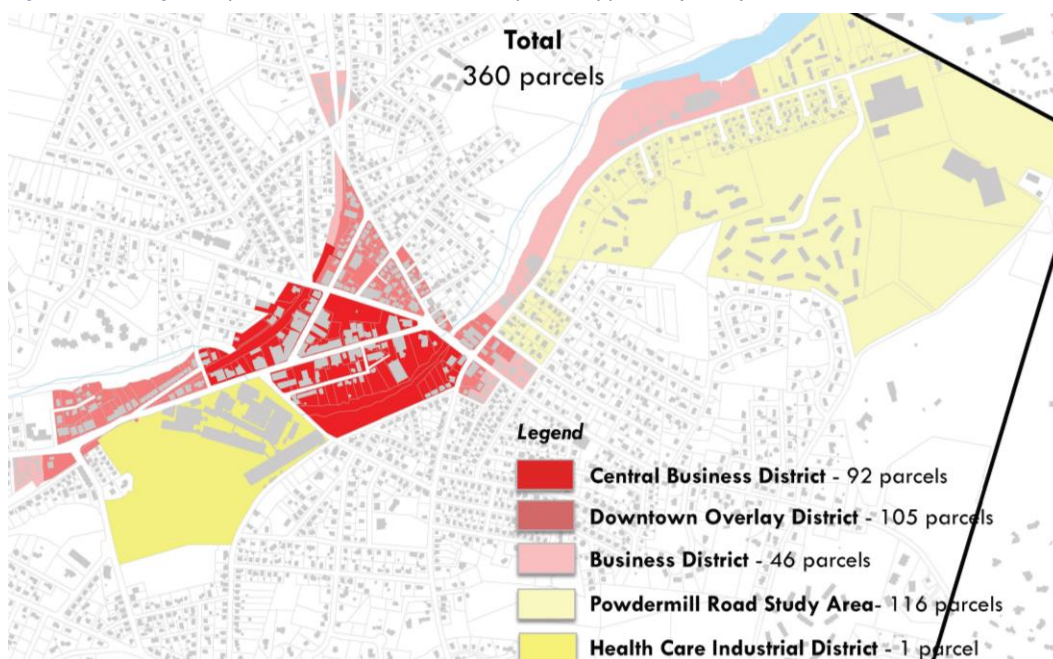 Total
360 parcels
Legend
Central Business District - 92 parcels
Downtown Overlay District - 105 parcels
Business District - 46 parcels
Powdermill Road Study Area- 116 parcels
Health Care Industrial District - 1 parcel